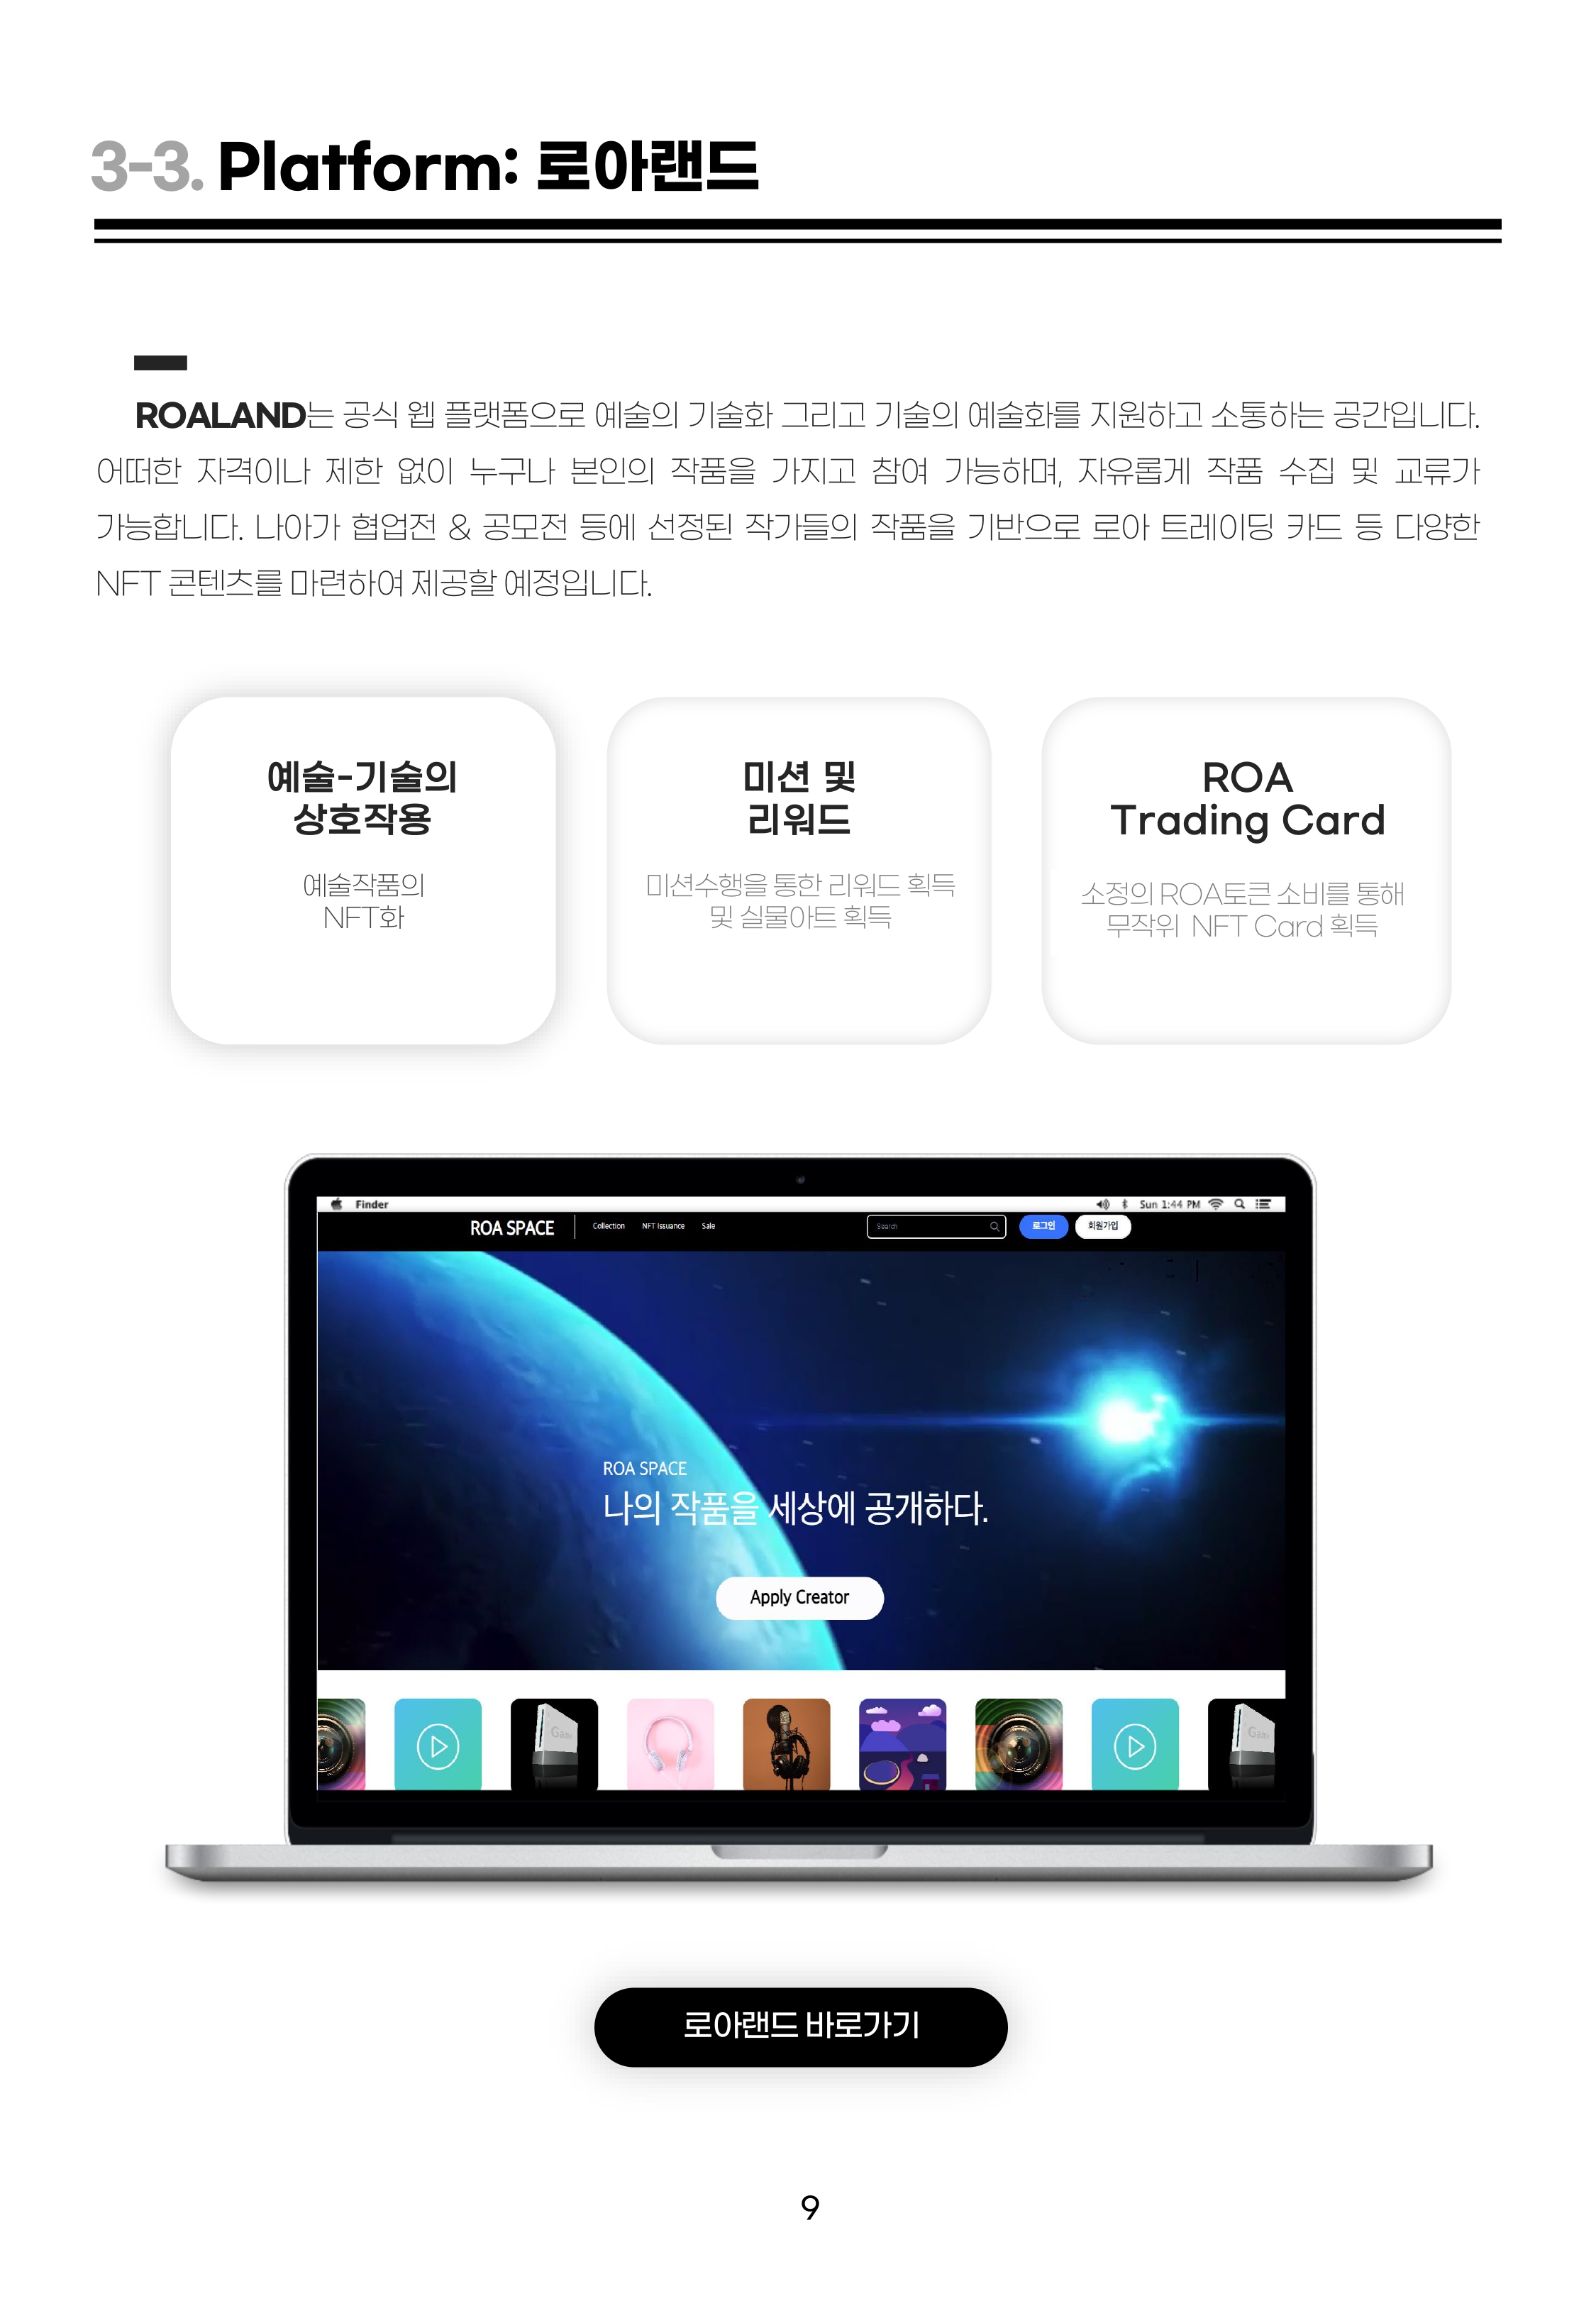 3-3. Platform: 로아랜드
ROALAND는 공식 웹 플랫폼으로 예술의 기술화 그리고 기술의 예술화를 지원하고 소통하는 공간입니다.
어떠한 자격이나 제한 없이 누구나 본인의 작품을 가지고 참여 가능하며, 자유롭게 작품 수집 및 교류가
가능합니다. 나아가 협업전 & 공모전 등에 선정된 작가들의 작품을 기반으로 로아 트레이딩 카드 등 다양한
NFT 콘텐츠를 마련하여 제공할 예정입니다.
예술-기술의
상호작용
예술작품의
NFT화
미션 및
리워드
미션수행을 통한 리워드 획득
및 실물아트 획득
ROA
Trading Card
소정의 ROA토큰 소비를 통해
무작위 NFT Card 획득
Finder
Sun 1:44 PM
ROA SPACE
Collection NFT Issuance Sale
Search
로그인
회원가입
ROA SPACE
나의 작품을 세상에 공개하다.
Apply Creator
Gam
Gam
로아랜드 바로가기
9